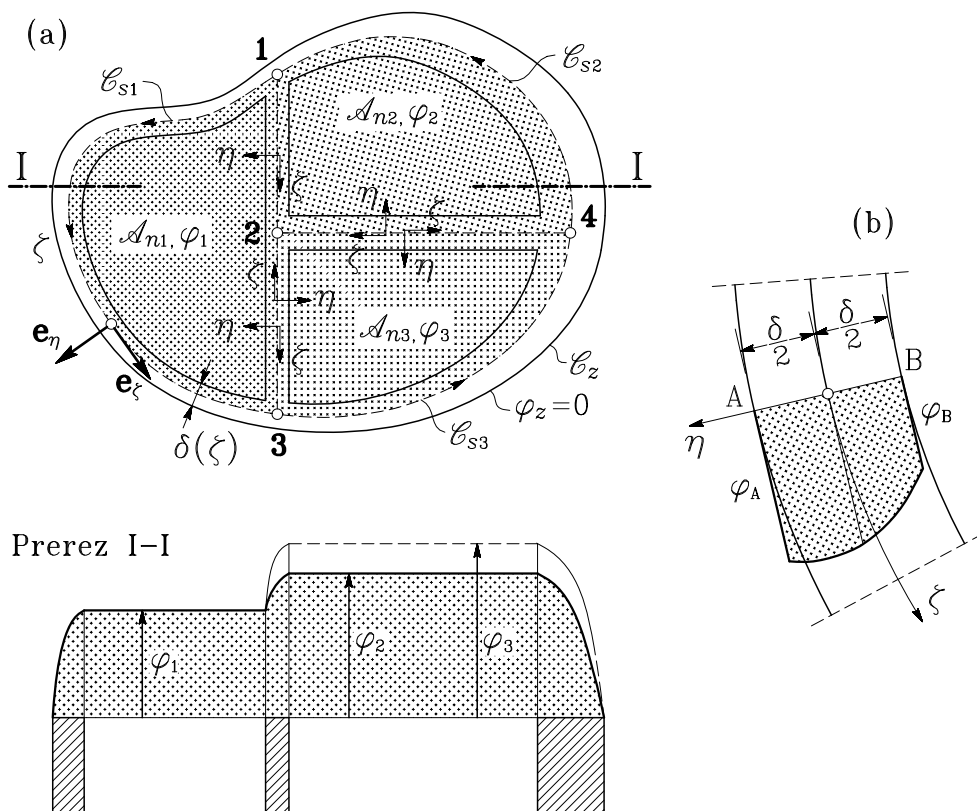 (a)
1
𝒞s1
𝒞s2
𝒜n2, φ2
I
I
η
ζ
η
ζ
𝒜n1, φ1
2
4
ζ
ζ
η
ζ
η
η
𝒜n3, φ3
ζ
eη
eζ
𝒞z
φz=0
δ(ζ)
3
𝒞s3
(b)
δ/2
δ/2
A
B
η
φB
φA
ζ
Prerez I–I
φ1
φ2
φ3